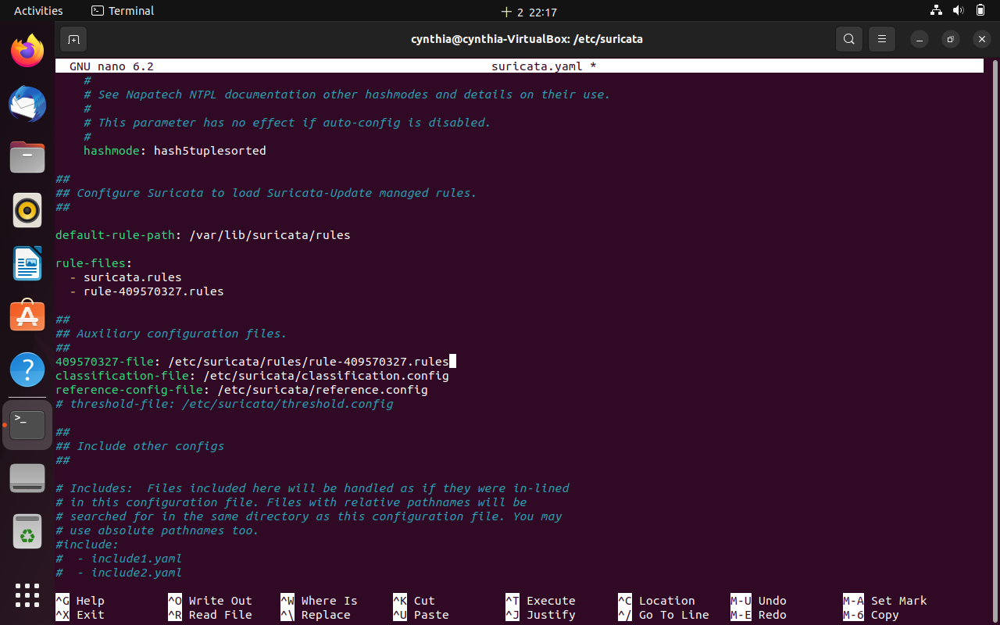 Activities
Terminal
2 22:17
cynthia@cynthia-VirtualBox: /etc/suricata
GNU nano 6.2 suricata.yaml *
#
# See Napatech NTPL documentation other hashmodes and details on their use.
#
# This parameter has no effect if auto-config is disabled.
#
hashmode: hash5tuplesorted
##
## Configure Suricata to load Suricata-Update managed rules.
##
default-rule-path: /var/lib/suricata/rules
rule-files:
- suricata.rules
- rule-409570327.rules
##
## Auxiliary configuration files.
##
409570327-file: /etc/suricata/rules/rule-409570327.rules
classification-file: /etc/suricata/classification.config
reference-config-file: /etc/suricata/reference.config
# threshold-file: /etc/suricata/threshold.config
##
## Include other configs
##
# Includes:  Files included here will be handled as if they were in-lined
# in this configuration file. Files with relative pathnames will be
# searched for in the same directory as this configuration file. You may
# use absolute pathnames too.
#include:
#  - include1.yaml
#  - include2.yaml
^G Help ^O Write Out ^W Where Is ^K Cut ^T Execute ^C Location M-U Undo M-A Set Mark
^X Exit ^R Read File ^\ Replace ^U Paste ^J Justify ^/ Go To Line M-E Redo M-6 Copy